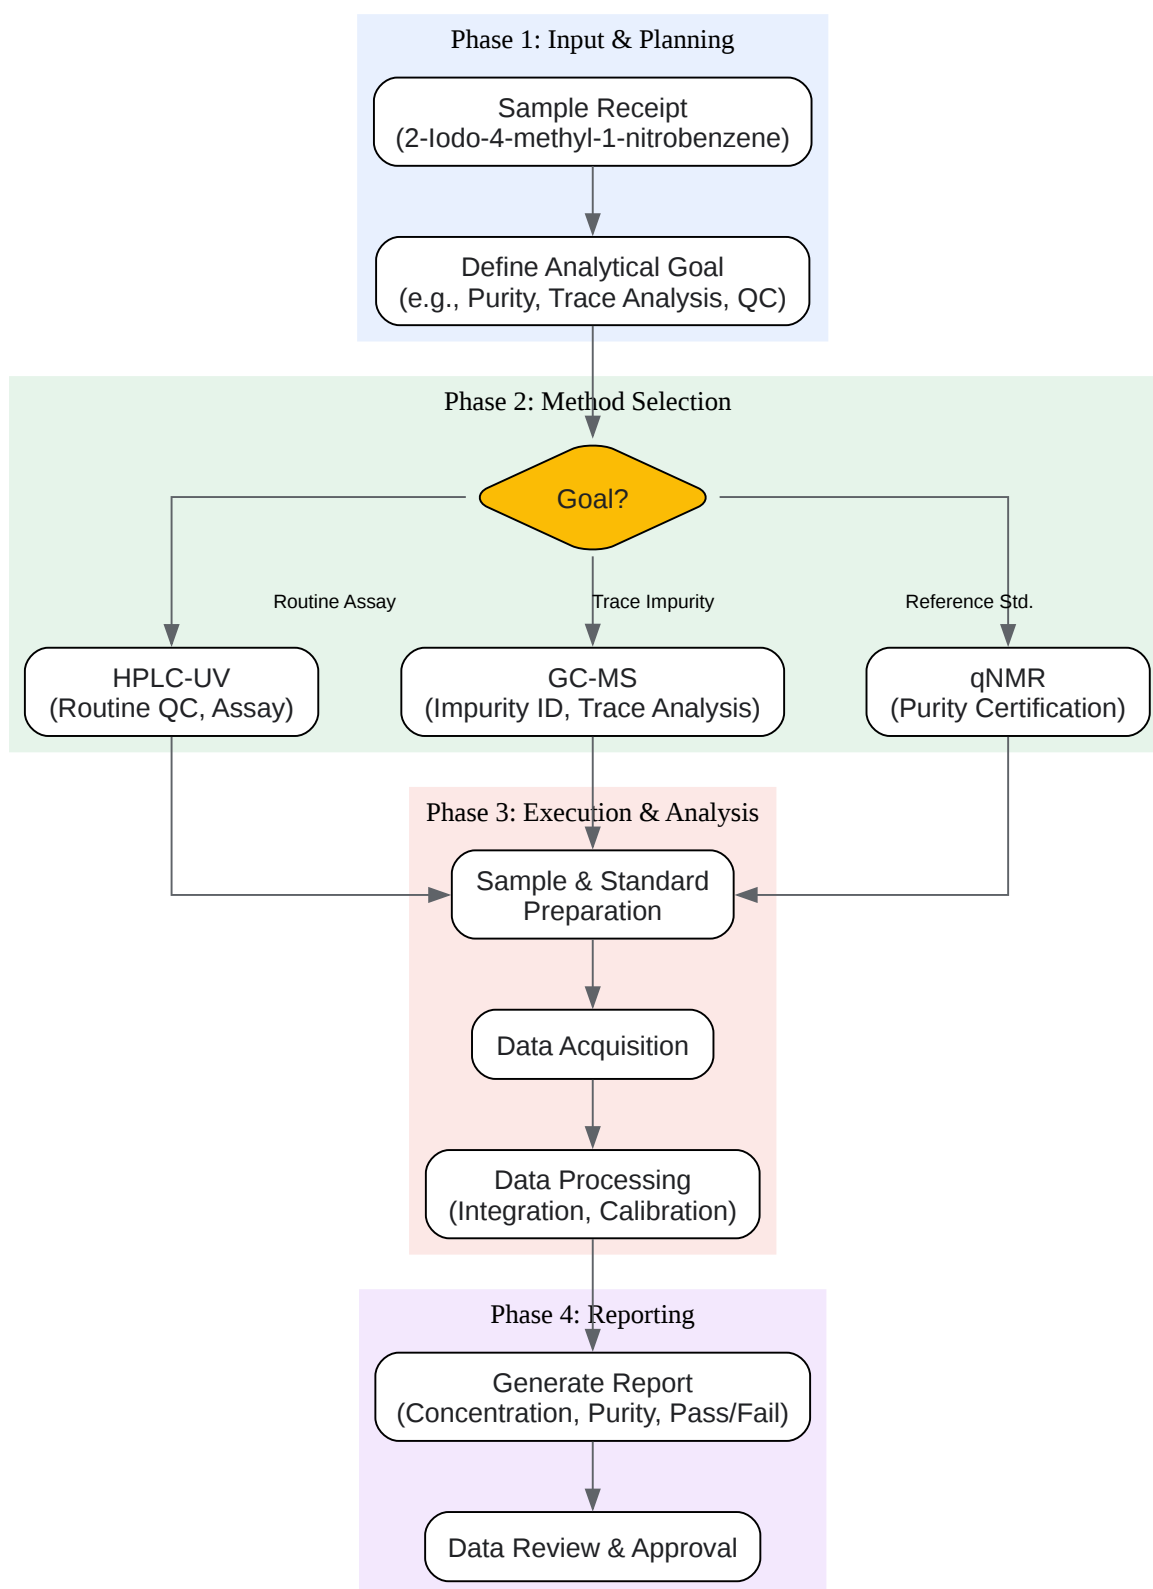 Phase 1: Input & Planning
Sample Receipt
(2-Iodo-4-methyl-1-nitrobenzene)
Define Analytical Goal
(e.g., Purity, Trace Analysis, QC)
Phase 2: Method Selection
Goal?
Routine Assay
Trace Impurity
Reference Std.
HPLC-UV
(Routine QC, Assay)
GC-MS
(Impurity ID, Trace Analysis)
qNMR
(Purity Certification)
Phase 3: Execution & Analysis
Sample & Standard
Preparation
Data Acquisition
Data Processing
(Integration, Calibration)
Phase 4: Reporting
Generate Report
(Concentration, Purity, Pass/Fail)
Data Review & Approval